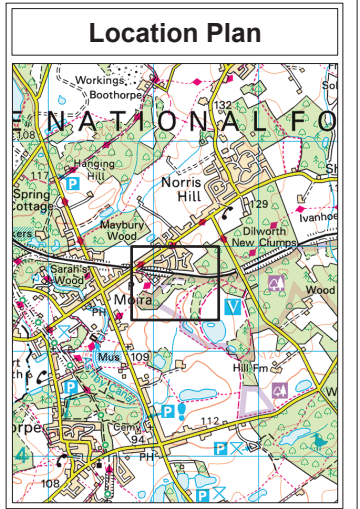 Location Plan
Workings
Boothorpe
132
NATIONAL FO
108
Hanging
Hill
117
P
Norris
Hill
Spring
Cottage
129
Ivanhoe
Maybury
Wood
Dilworth
New Clumps
Sarah's
Wood
P
Moira
PH
V
Wood
Mus
109
Hill Fm
P
P
112
Cemy
94
PH
P
4
108
P